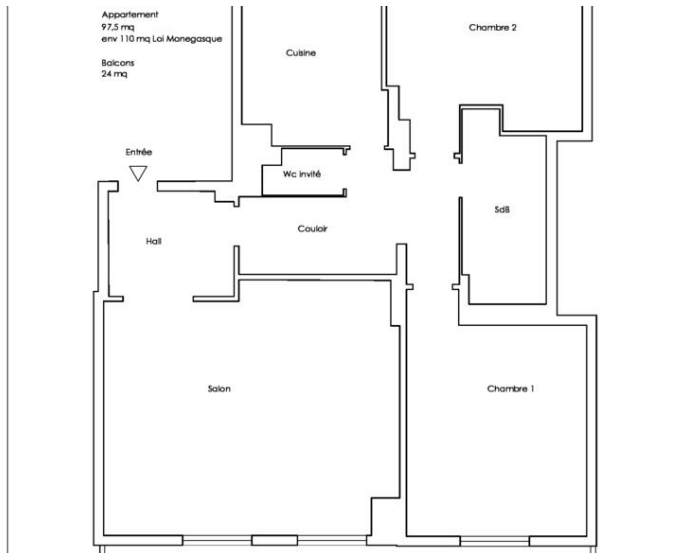 Appartement
97,5 mq
env 110 mq Loi Monegasque
Balcons
24 mq
Cuisine
Chambre 2
Entrée
Wc invité
SdB
Couloir
Hall
Salon
Chambre 1